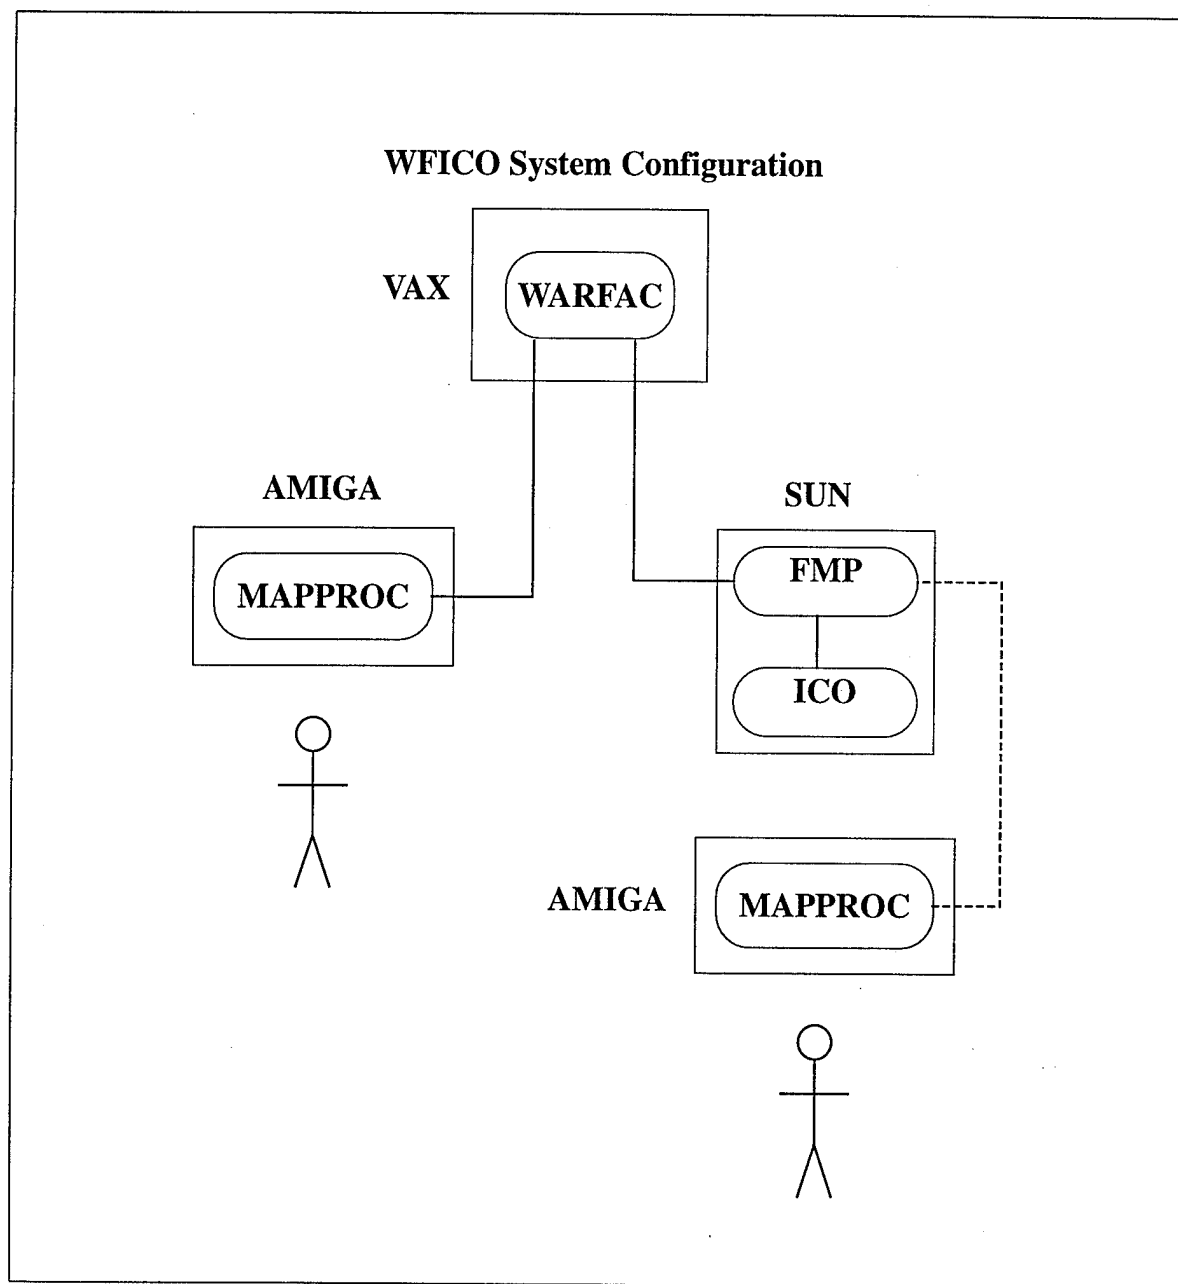 WFICO System Configuration
VAX
WARFAC
AMIGA
MAPPROC
SUN
FMP
ICO
AMIGA
MAPPROC